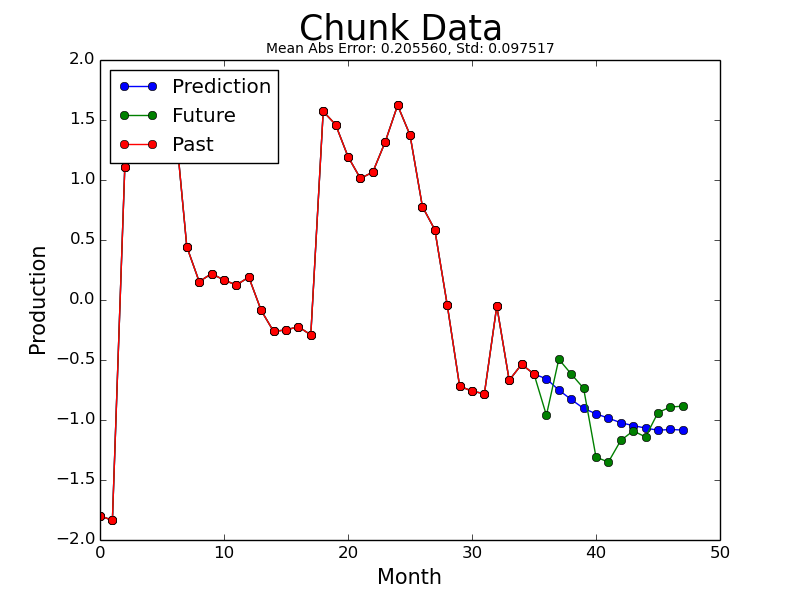 Chunk Data
Mean Abs Error: 0.205560, Std: 0.097517
Prediction
Future
Past
2.0
1.5
1.0
0.5
0.0
−0.5
−1.0
−1.5
−2.0
Production
0 10 20 30 40 50
Month